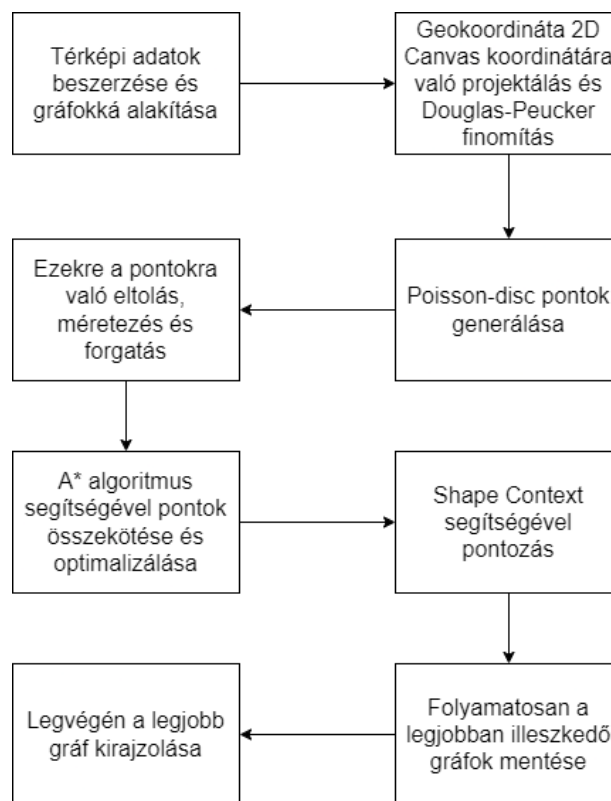 Térképi adatok
beszerzése és
gráfokká alakítása
Geokoordináta 2D
Canvas koordinátára
való projektálás és
Douglas-Peucker
finomítás
Poisson-disc pontok
generálása
Ezekre a pontokra
való eltolás,
méretezés és
forgatás
A* algoritmus
segítségével pontok
összekötése és
optimalizálása
Shape Context
segítségével
pontozás
Folyamatosan a
legjobban illeszkedő
gráfok mentése
Legvégén a legjobb
gráf kirajzolása